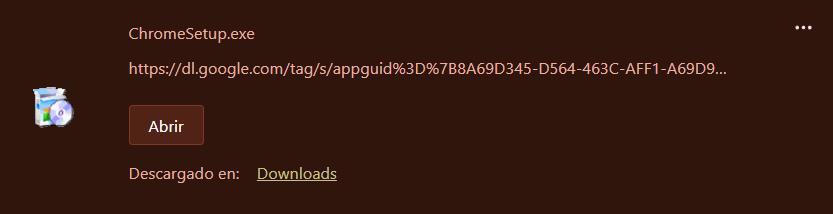 ChromeSetup.exe
https://dl.google.com/tag/s/appguid%3D%7B8A69D345-D564-463C-AFF1-A69D9...
Abrir
Descargado en: Downloads